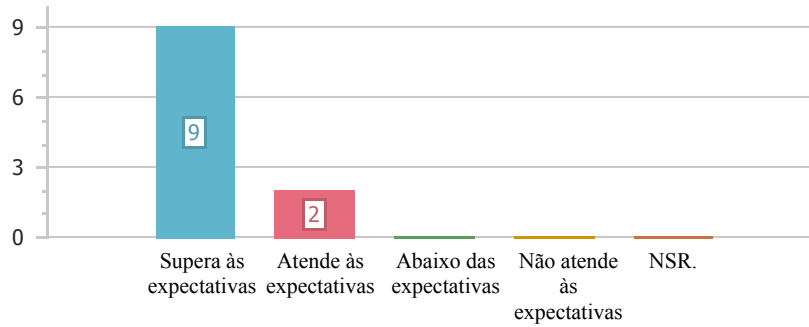 9
6
3
0
9
2
Supera às
expectativas
Atende às
expectativas
Abaixo das
expectativas
Não atende
às
expectativas
NSR.